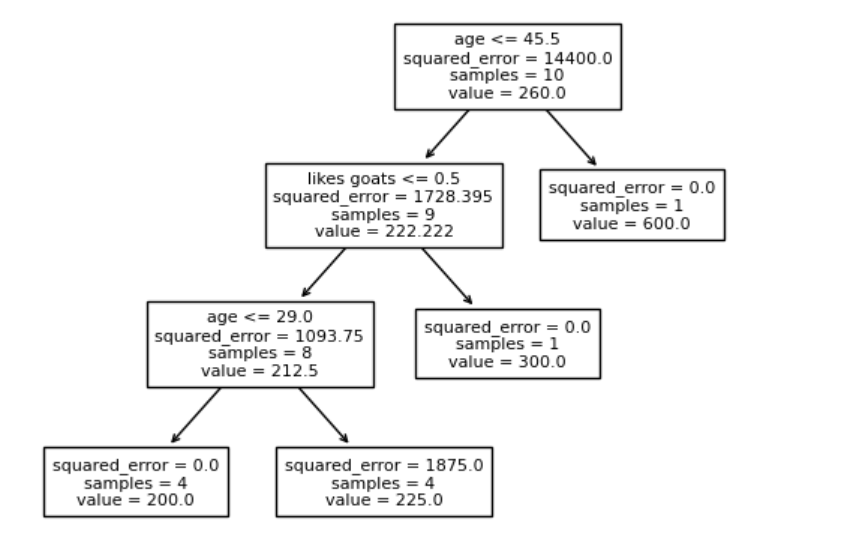 age <= 45.5
squared_error = 14400.0
samples = 10
value = 260.0
likes goats <= 0.5
squared_error = 1728.395
samples = 9
value = 222.222
squared_error = 0.0
samples = 1
value = 600.0
age <= 29.0
squared_error = 1093.75
samples = 8
value = 212.5
squared_error = 0.0
samples = 1
value = 300.0
squared_error = 0.0
samples = 4
value = 200.0
squared_error = 1875.0
samples = 4
value = 225.0